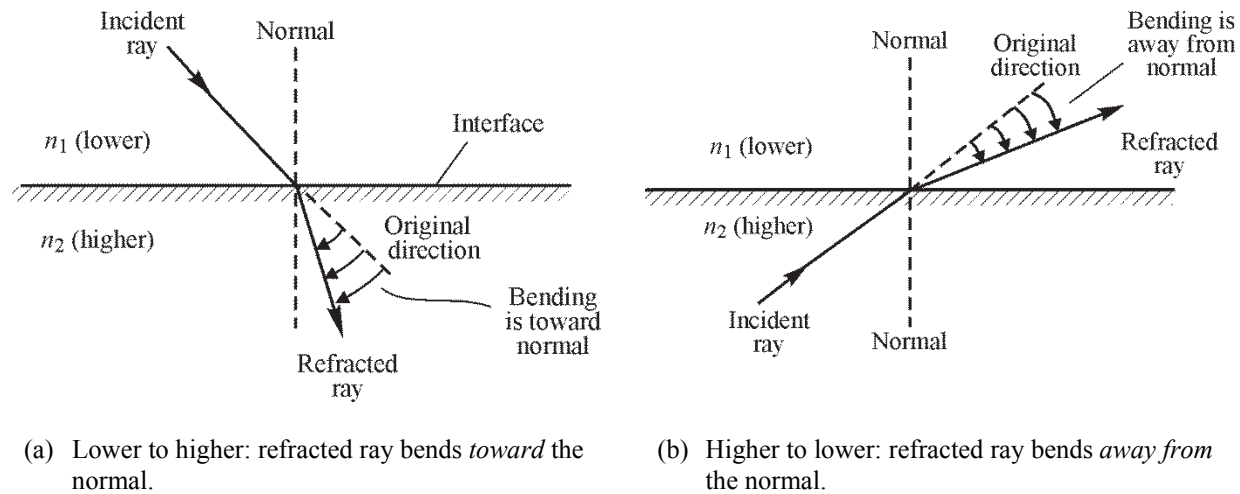 Incident
ray
Normal
n₁ (lower)
Interface
n₂ (higher)
Original
direction
Bending
is toward
normal
Refracted
ray
Normal
Original
direction
Bending is
away from
normal
n₁ (lower)
Refracted
ray
n₂ (higher)
Incident
ray
Normal
(a) Lower to higher: refracted ray bends toward the
normal.
(b) Higher to lower: refracted ray bends away from
the normal.